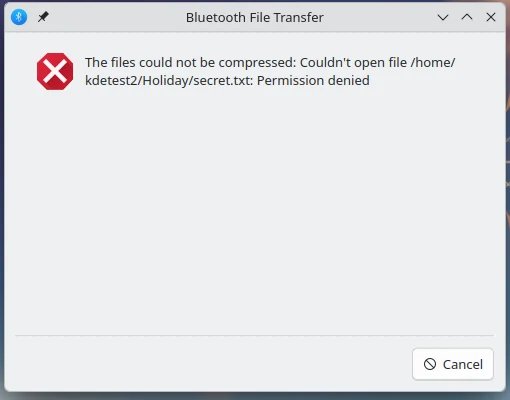 Bluetooth File Transfer
The files could not be compressed: Couldn't open file /home/
kdetest2/Holiday/secret.txt: Permission denied
Cancel